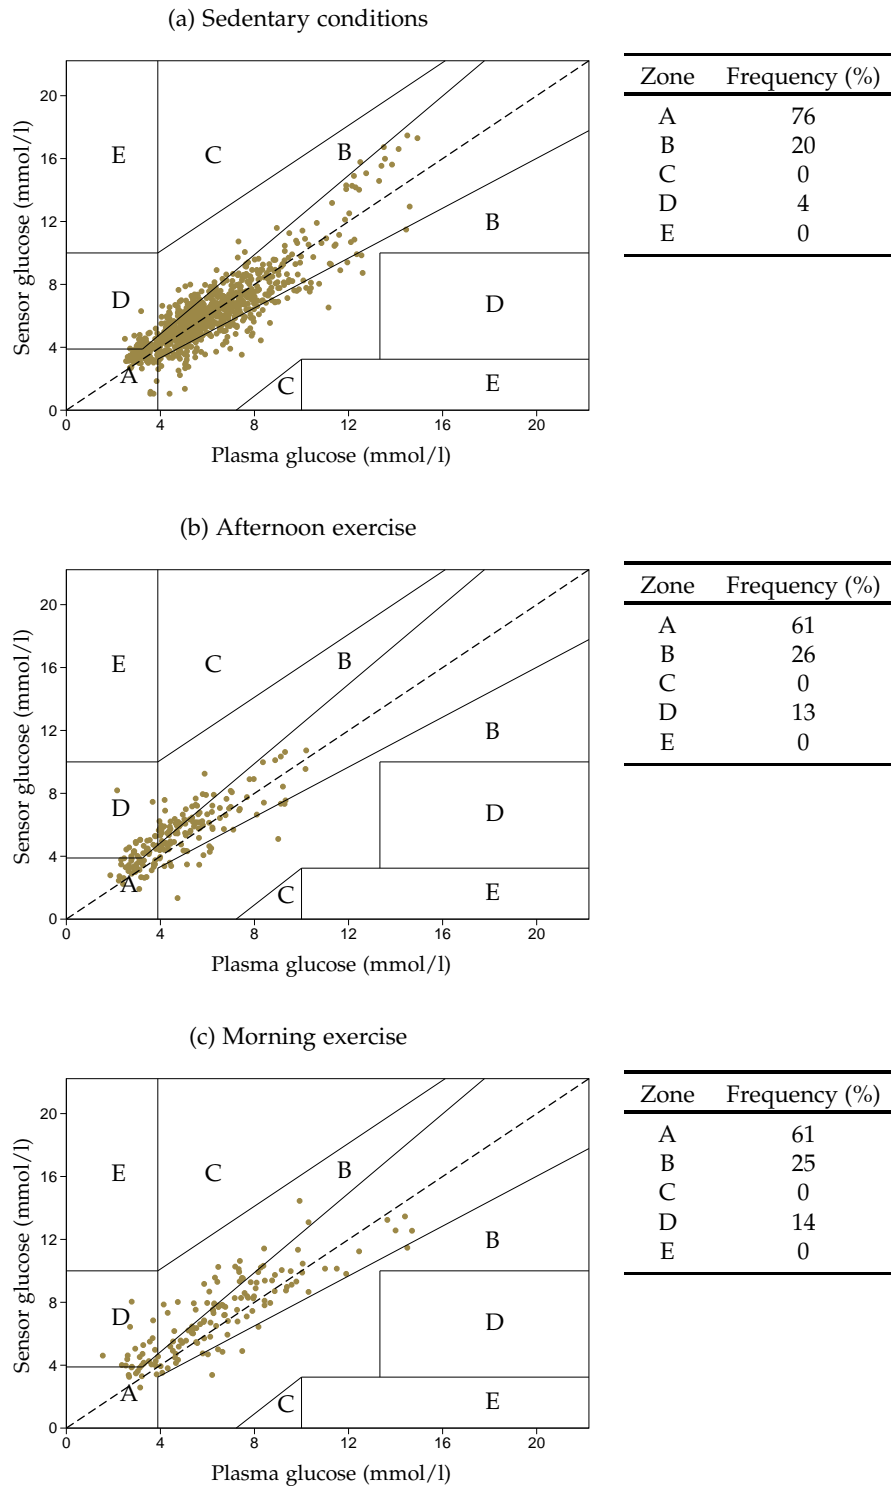 (a) Sedentary conditions
Sensor glucose (mmol/l)
20
16
12
8
4
0
E
C
B
B
D
D
A
C
E
0 4 8 12 16 20
Plasma glucose (mmol/l)
Zone Frequency (%)
A 76
B 20
C 0
D 4
E 0
(b) Afternoon exercise
Sensor glucose (mmol/l)
20
16
12
8
4
0
E
C
B
B
D
D
A
C
E
0 4 8 12 16 20
Plasma glucose (mmol/l)
Zone Frequency (%)
A 61
B 26
C 0
D 13
E 0
(c) Morning exercise
Sensor glucose (mmol/l)
20
16
12
8
4
0
E
C
B
B
D
D
A
C
E
0 4 8 12 16 20
Plasma glucose (mmol/l)
Zone Frequency (%)
A 61
B 25
C 0
D 14
E 0